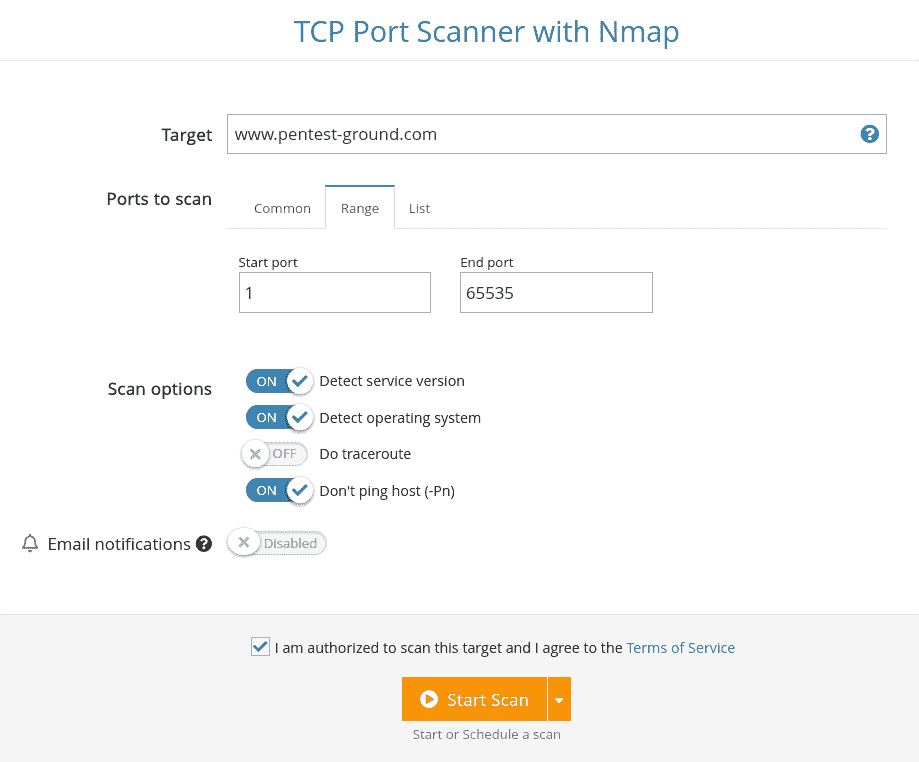 TCP Port Scanner with Nmap
Target
www.pentest-ground.com
?
Ports to scan
Common Range List
Start port End port
1 65535
Scan options
ON Detect service version
ON Detect operating system
OFF Do traceroute
ON Don't ping host (-Pn)
Email notifications ? Disabled
I am authorized to scan this target and I agree to the Terms of Service
Start Scan
Start or Schedule a scan